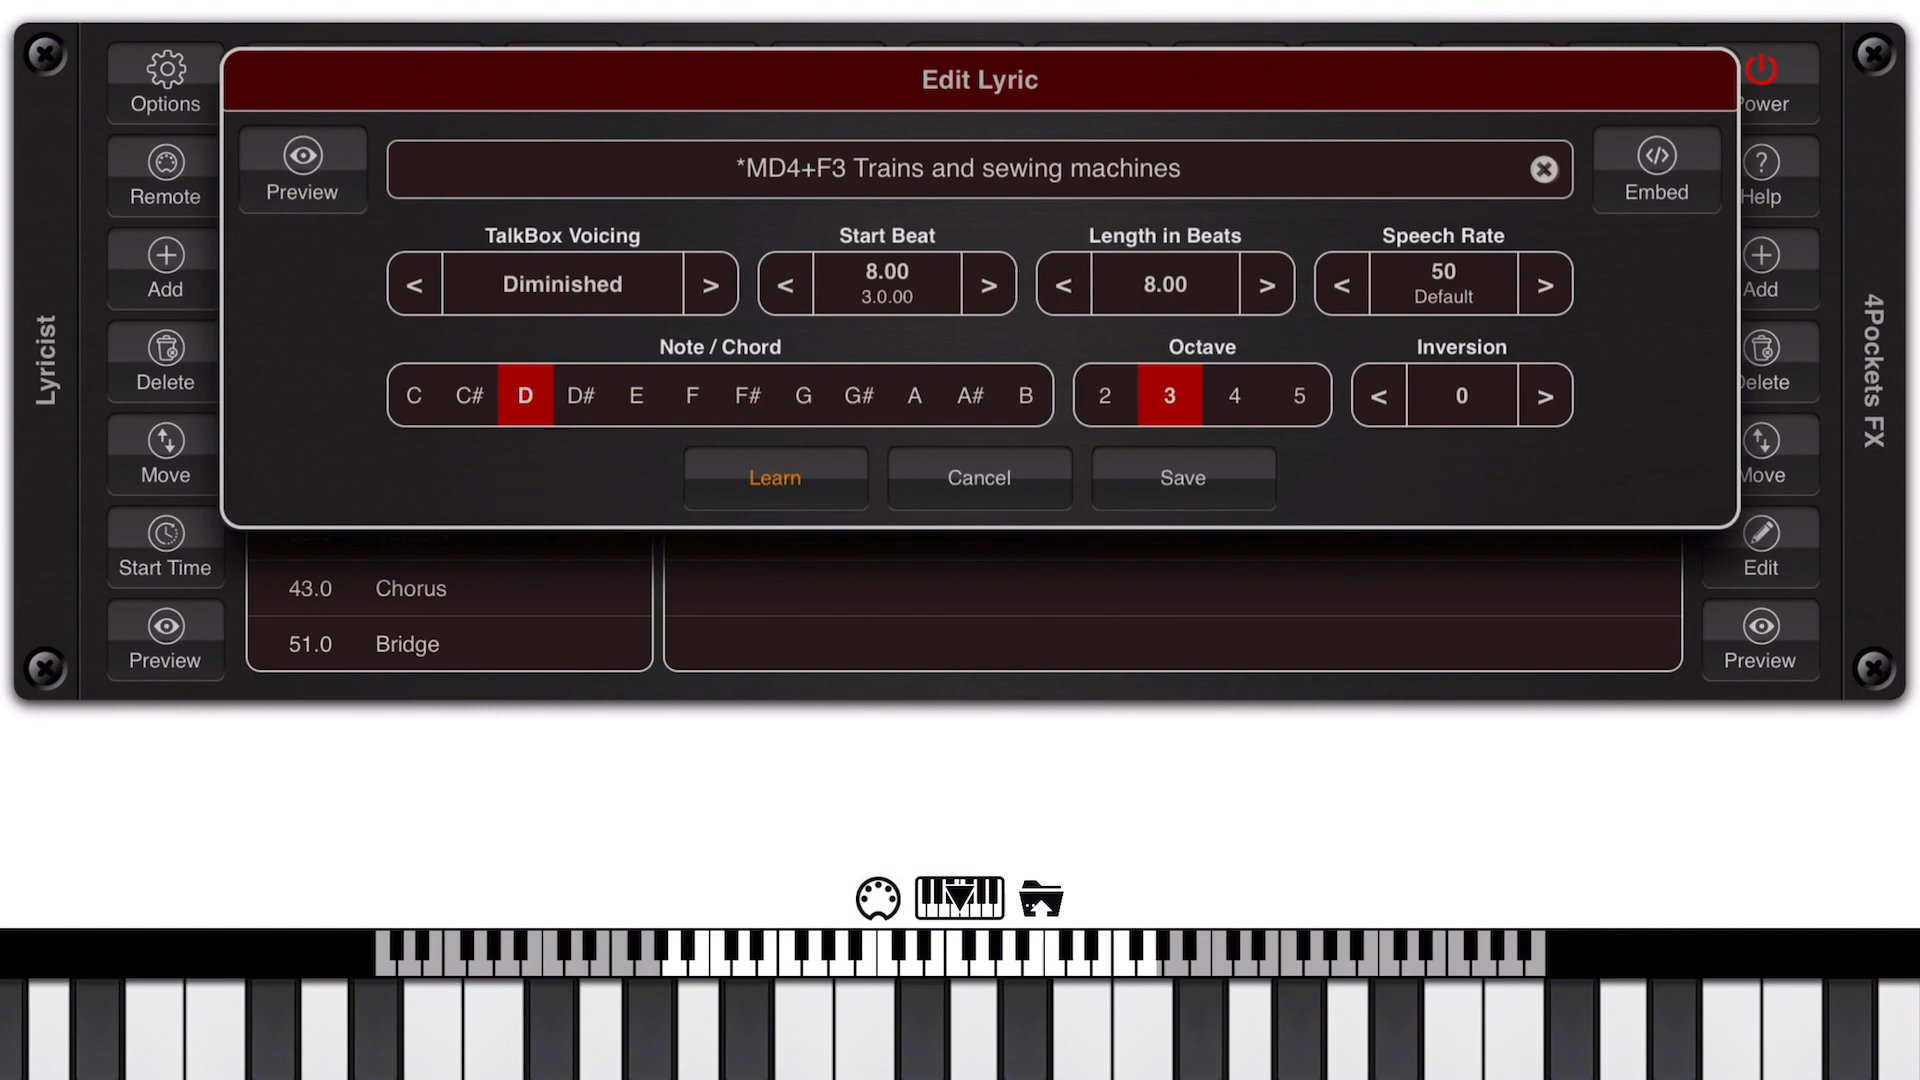 Edit Lyric
Options
Remote
Add
Delete
Move
Start Time
Preview
Lyricist
Preview
*MD4+F3 Trains and sewing machines
Embed
TalkBox Voicing
Start Beat
Length in Beats
Speech Rate
< Diminished >
< 8.00 3.0.00 >
< 8.00 >
< 50 Default >
Note / Chord
Octave
Inversion
C C# D D# E F F# G G# A A# B
2 3 4 5
< 0 >
Learn
Cancel
Save
43.0 Chorus
51.0 Bridge
ower
Help
Add
Delete
Move
Edit
Preview
4Pockets FX